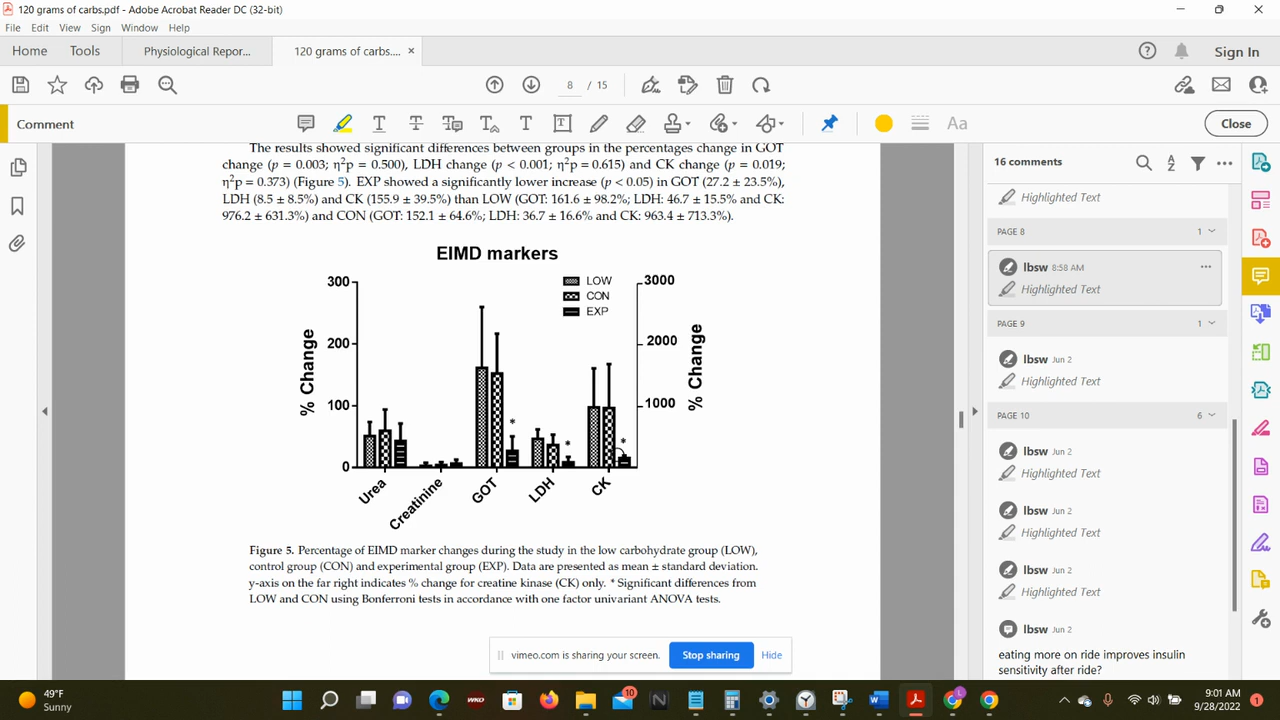 120 grams of carbs.pdf - Adobe Acrobat Reader DC (32-bit)
File Edit View Sign Window Help
Home Tools Physiological Repor... 120 grams of carbs.... × Sign In
8 / 15
Comment Aa Close
The results showed significant differences between groups in the percentages change in GOT
change (p = 0.003; η²p = 0.500), LDH change (p < 0.001; η²p = 0.615) and CK change (p = 0.019;
η²p = 0.373) (Figure 5). EXP showed a significantly lower increase (p < 0.05) in GOT (27.2 ± 23.5%),
LDH (8.5 ± 8.5%) and CK (155.9 ± 39.5%) than LOW (GOT: 161.6 ± 98.2%; LDH: 46.7 ± 15.5% and CK:
976.2 ± 631.3%) and CON (GOT: 152.1 ± 64.6%; LDH: 36.7 ± 16.6% and CK: 963.4 ± 713.3%).
EIMD markers
300
200
100
0
% Change
LOW
CON
EXP
3000
2000
1000
% Change
*
*
*
Urea
Creatinine
GOT
LDH
CK
Figure 5. Percentage of EIMD marker changes during the study in the low carbohydrate group (LOW),
control group (CON) and experimental group (EXP). Data are presented as mean ± standard deviation.
y-axis on the far right indicates % change for creatine kinase (CK) only. * Significant differences from
LOW and CON using Bonferroni tests in accordance with one factor univariant ANOVA tests.
16 comments
Highlighted Text
PAGE 8 1
lbsw 8:58 AM
Highlighted Text
PAGE 9 1
lbsw Jun 2
Highlighted Text
PAGE 10 6
lbsw Jun 2
Highlighted Text
lbsw Jun 2
Highlighted Text
lbsw Jun 2
Highlighted Text
lbsw Jun 2
eating more on ride improves insulin
sensitivity after ride?
vimeo.com is sharing your screen. Stop sharing Hide
49°F
Sunny
WKO
10
N
L
9:01 AM
9/28/2022
1